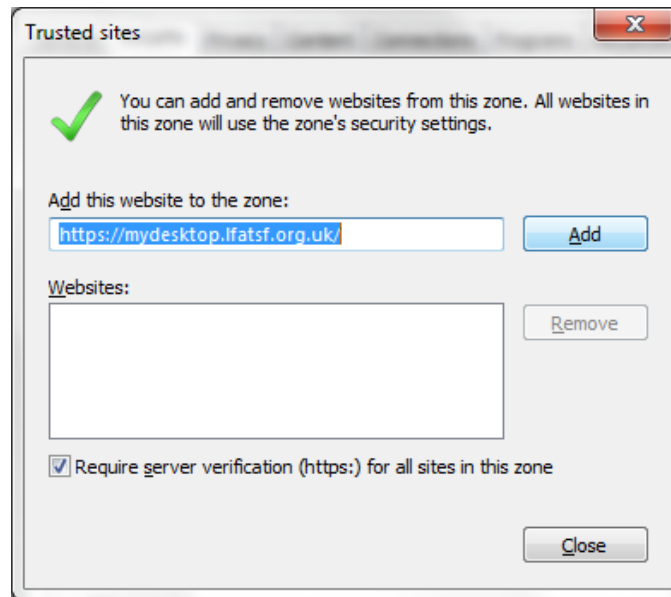 Trusted sites
You can add and remove websites from this zone. All websites in
this zone will use the zone's security settings.
Add this website to the zone:
https://mydesktop.lfatsf.org.uk/
Add
Websites:
Remove
Require server verification (https:) for all sites in this zone
Close